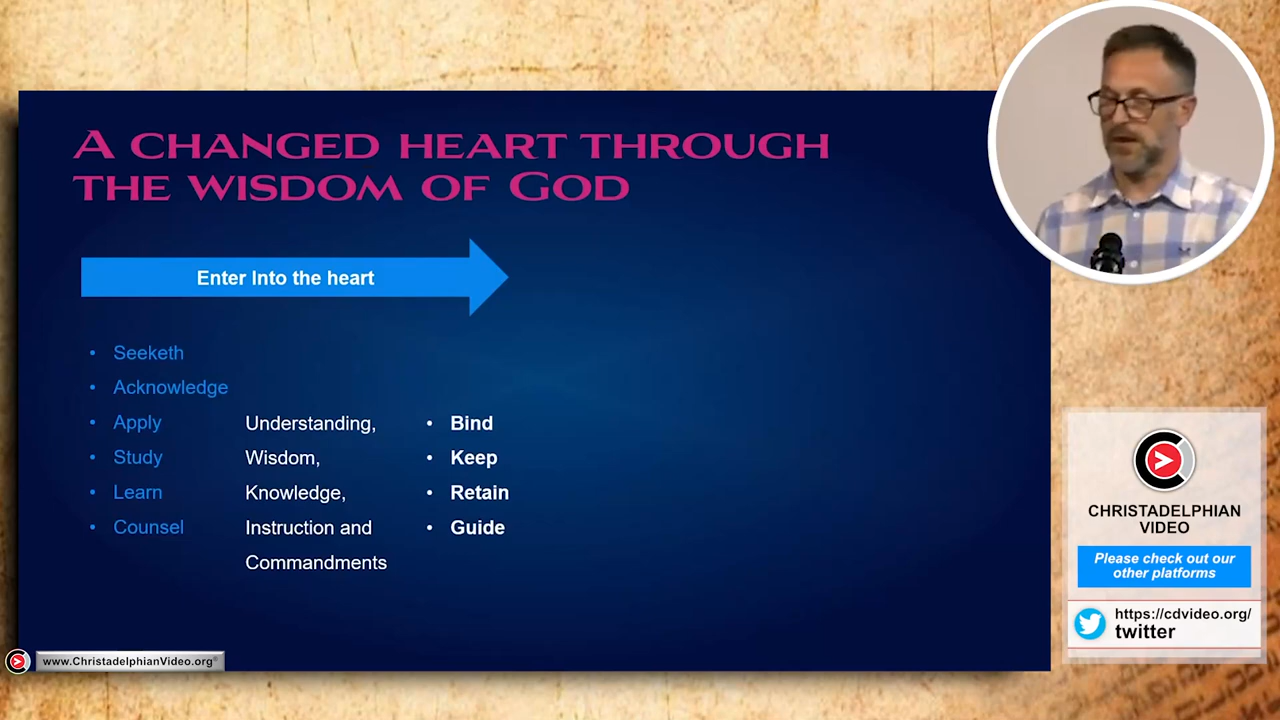 A CHANGED HEART THROUGH
THE WISDOM OF GOD
Enter Into the heart
• Seeketh
• Acknowledge
• Apply
• Study
• Learn
• Counsel
Understanding,
Wisdom,
Knowledge,
Instruction and
Commandments
• Bind
• Keep
• Retain
• Guide
CHRISTADELPHIAN
VIDEO
Please check out our
other platforms
https://cdvideo.org/
twitter
www.ChristadelphianVideo.org®